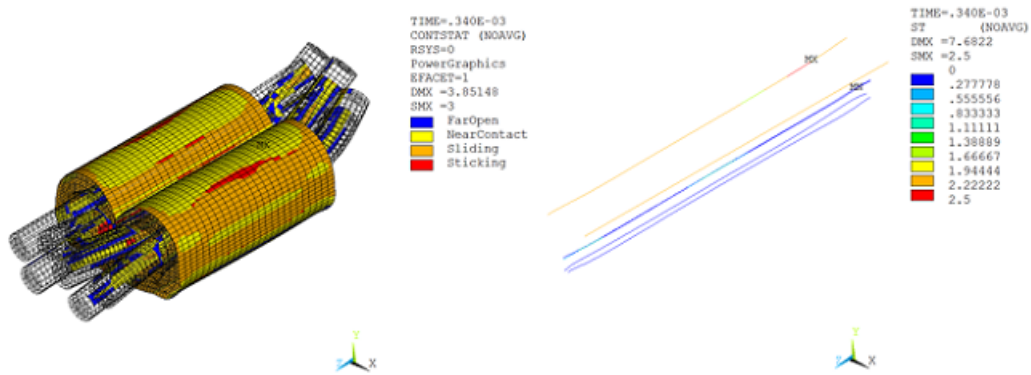 TIME=.340E-03
CONTSTAT (NOAVG)
RSYS=0
PowerGraphics
EFACET=1
DMX =3.85148
SMX =3
FarOpen
NearContact
Sliding
Sticking
MX
Y
Z X
TIME=.340E-03
ST (NOAVG)
DMX =7.6822
SMX =2.5
0
.277778
.555556
.833333
1.11111
1.38889
1.66667
1.94444
2.22222
2.5
MX
MN
Y
Z X